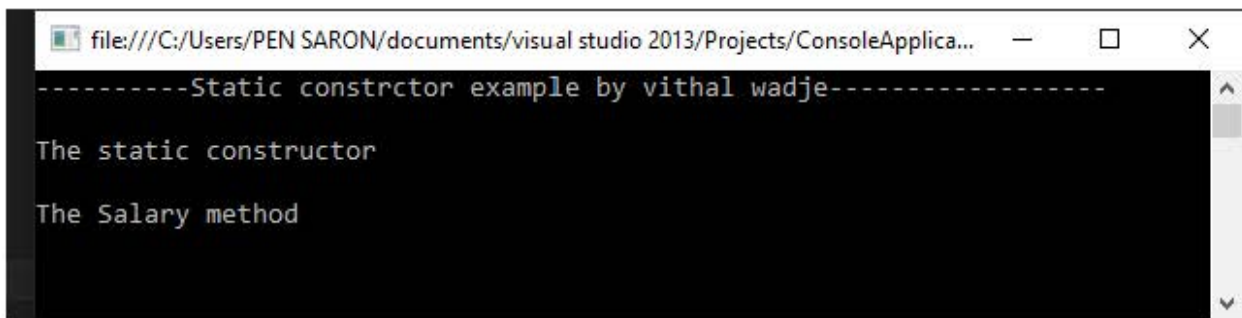 file:///C:/Users/PEN SARON/documents/visual studio 2013/Projects/ConsoleApplica...
----------Static constrctor example by vithal wadje------------------
The static constructor
The Salary method